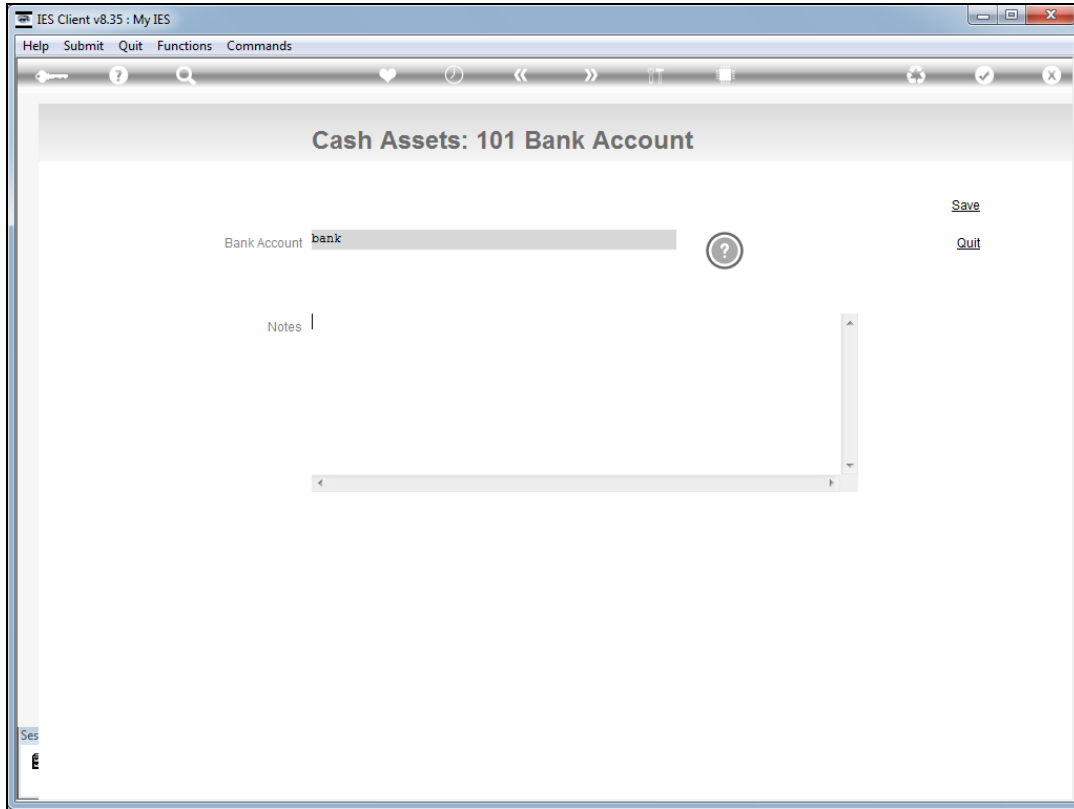 IES Client v8.35 : My IES
Help Submit Quit Functions Commands
Cash Assets: 101 Bank Account
Save
Bank Account bank ?
Quit
Notes
Ses